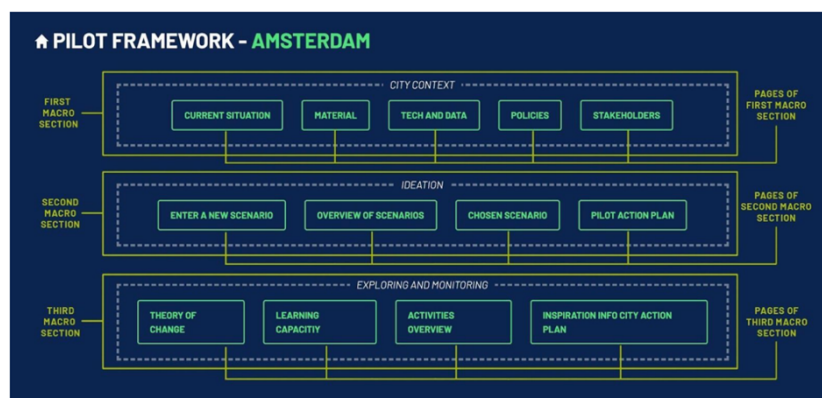 PILOT FRAMEWORK - AMSTERDAM
CITY CONTEXT
FIRST
MACRO
SECTION
CURRENT SITUATION
MATERIAL
TECH AND DATA
POLICIES
STAKEHOLDERS
PAGES OF
FIRST MACRO
SECTION
IDEATION
SECOND
MACRO
SECTION
ENTER A NEW SCENARIO
OVERVIEW OF SCENARIOS
CHOSEN SCENARIO
PILOT ACTION PLAN
PAGES OF
SECOND MACRO
SECTION
EXPLORING AND MONITORING
THIRD
MACRO
SECTION
THEORY OF
CHANGE
LEARNING
CAPACITIY
ACTIVITIES
OVERVIEW
INSPIRATION INFO CITY ACTION
PLAN
PAGES OF
THIRD MACRO
SECTION